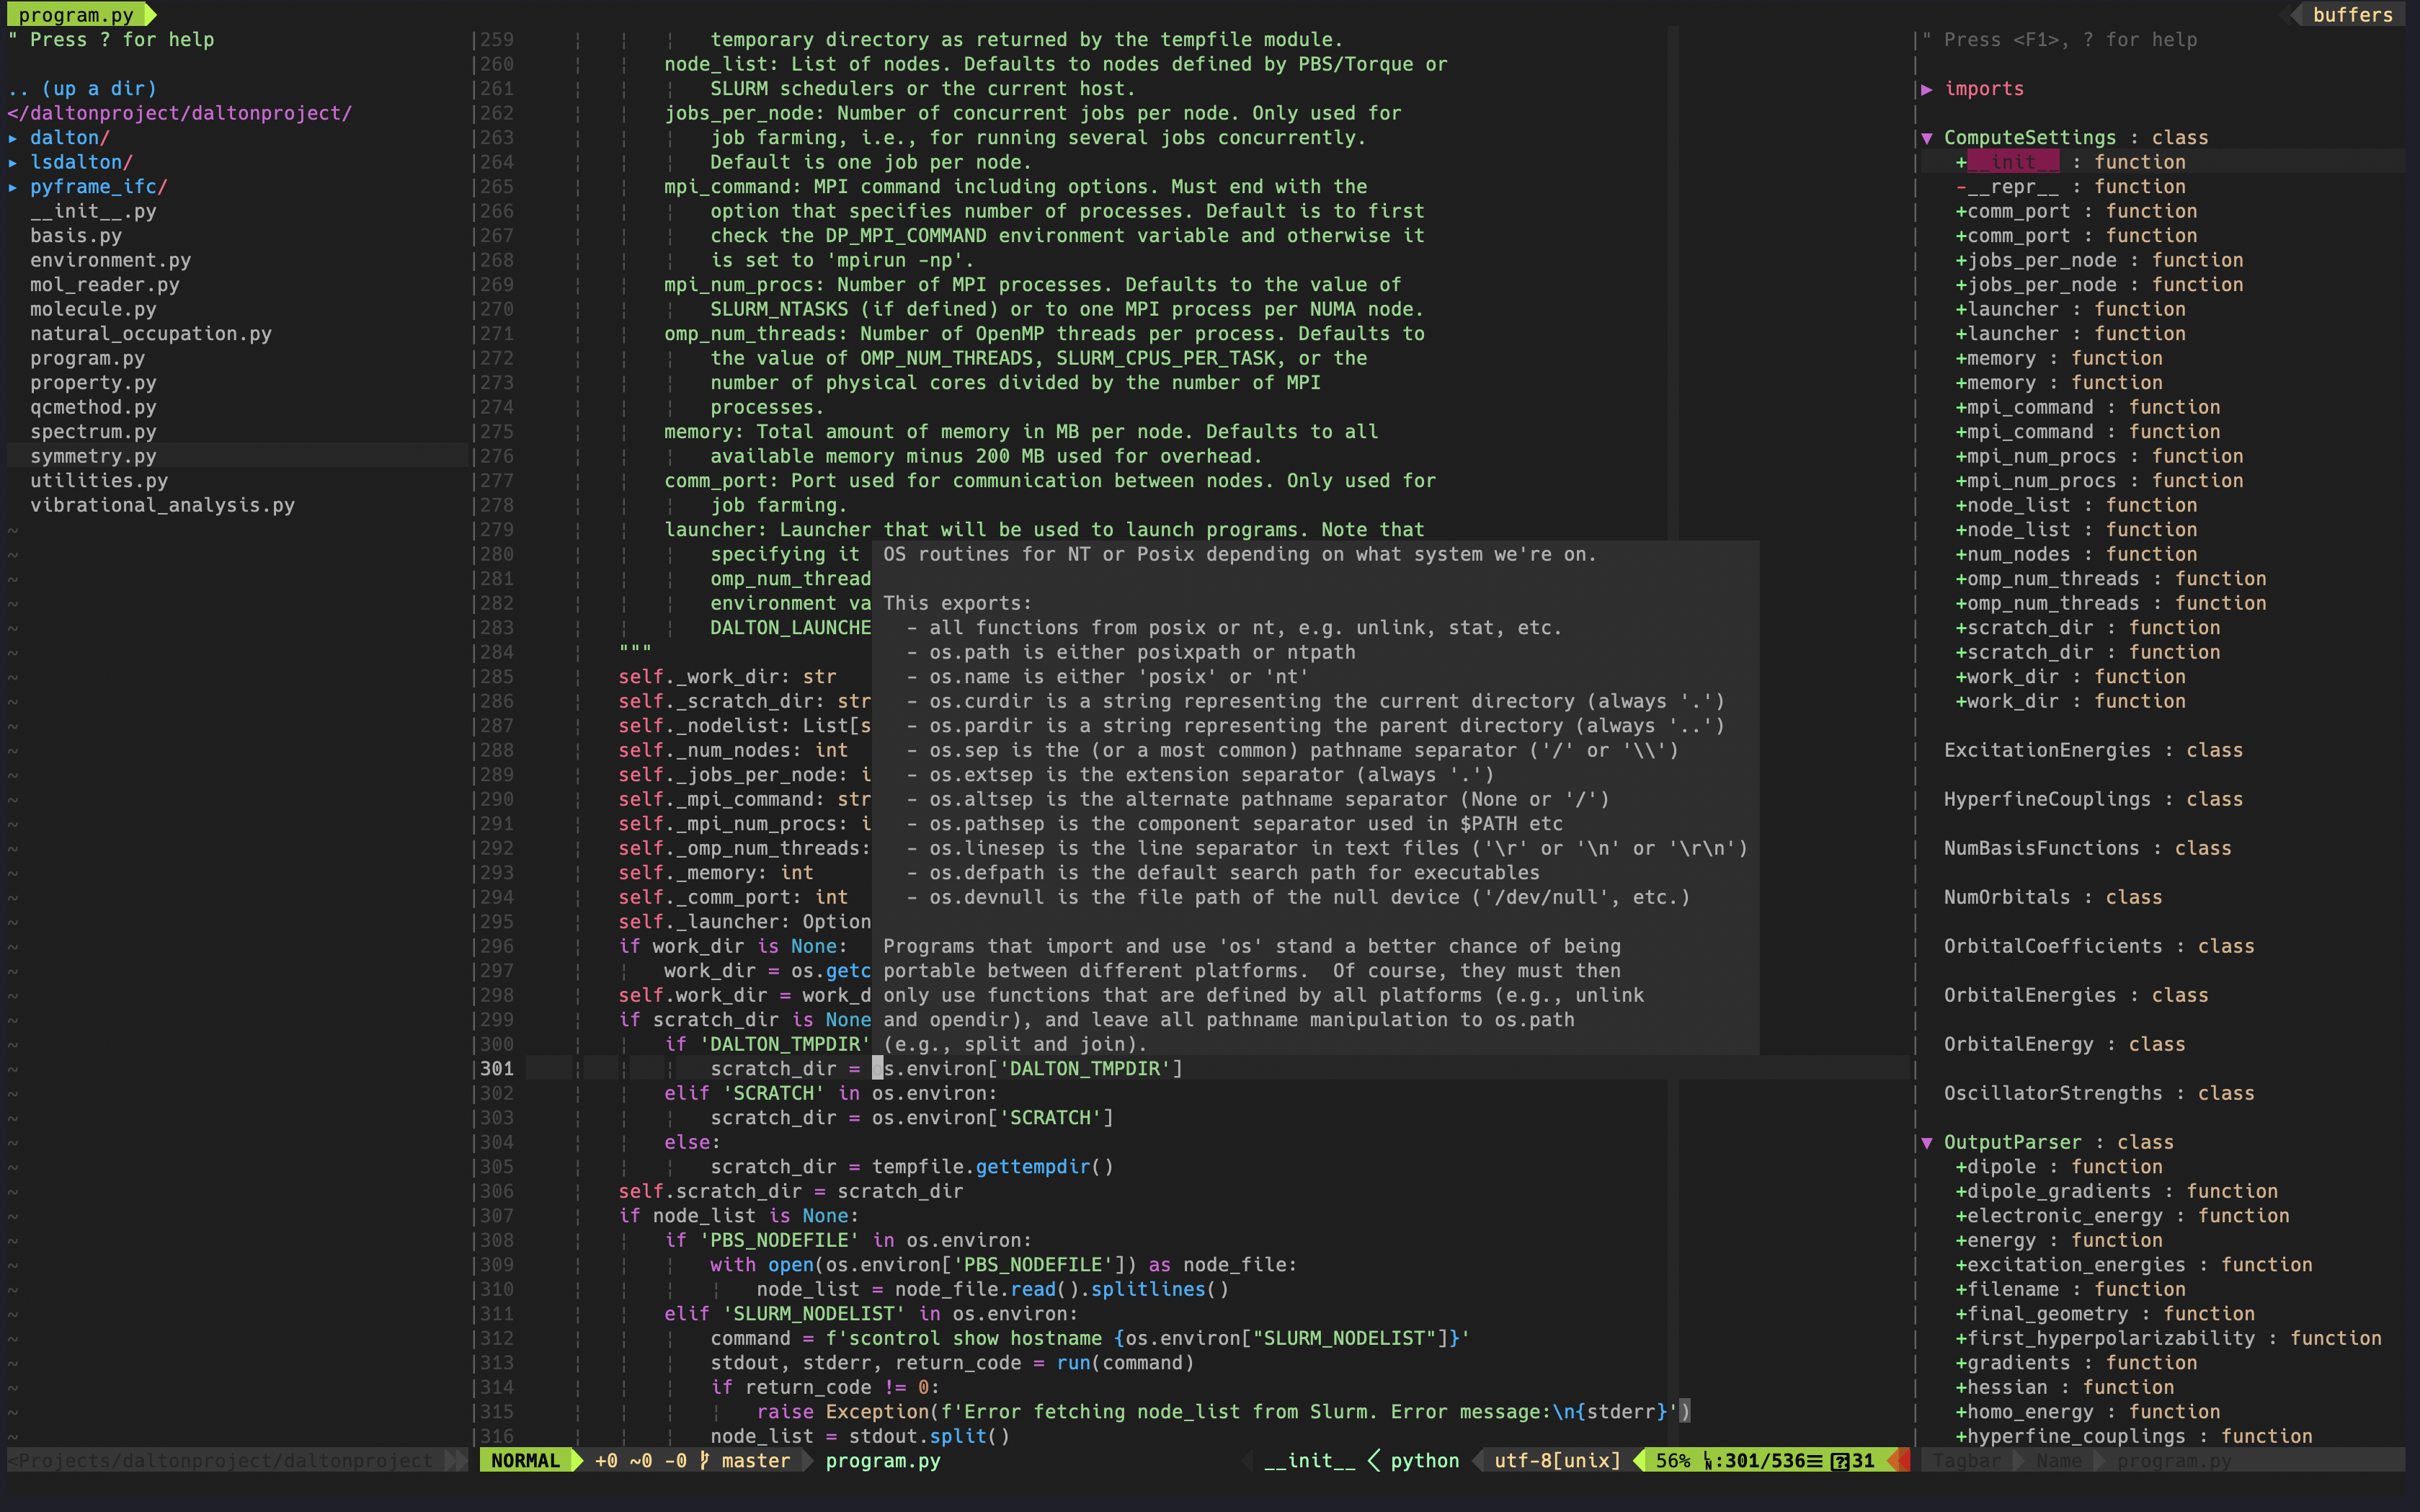 program.py
buffers
" Press ? for help
.. (up a dir)
</daltonproject/daltonproject/
▸ dalton/
▸ lsdalton/
▸ pyframe_ifc/
__init__.py
basis.py
environment.py
mol_reader.py
molecule.py
natural_occupation.py
program.py
property.py
qcmethod.py
spectrum.py
symmetry.py
utilities.py
vibrational_analysis.py
<Projects/daltonproject/daltonproject
259 temporary directory as returned by the tempfile module.
260 node_list: List of nodes. Defaults to nodes defined by PBS/Torque or
261 SLURM schedulers or the current host.
262 jobs_per_node: Number of concurrent jobs per node. Only used for
263 job farming, i.e., for running several jobs concurrently.
264 Default is one job per node.
265 mpi_command: MPI command including options. Must end with the
266 option that specifies number of processes. Default is to first
267 check the DP_MPI_COMMAND environment variable and otherwise it
268 is set to 'mpirun -np'.
269 mpi_num_procs: Number of MPI processes. Defaults to the value of
270 SLURM_NTASKS (if defined) or to one MPI process per NUMA node.
271 omp_num_threads: Number of OpenMP threads per process. Defaults to
272 the value of OMP_NUM_THREADS, SLURM_CPUS_PER_TASK, or the
273 number of physical cores divided by the number of MPI
274 processes.
275 memory: Total amount of memory in MB per node. Defaults to all
276 available memory minus 200 MB used for overhead.
277 comm_port: Port used for communication between nodes. Only used for
278 job farming.
279 launcher: Launcher that will be used to launch programs. Note that
280 specifying it
281 omp_num_thread
282 environment va
283 DALTON_LAUNCHE
284 """
285 self._work_dir: str
286 self._scratch_dir: str
287 self._nodelist: List[s
288 self._num_nodes: int
289 self._jobs_per_node: i
290 self._mpi_command: str
291 self._mpi_num_procs: i
292 self._omp_num_threads:
293 self._memory: int
294 self._comm_port: int
295 self._launcher: Option
296 if work_dir is None:
297 work_dir = os.getc
298 self.work_dir = work_d
299 if scratch_dir is None
300 if 'DALTON_TMPDIR'
OS routines for NT or Posix depending on what system we're on.
This exports:
- all functions from posix or nt, e.g. unlink, stat, etc.
- os.path is either posixpath or ntpath
- os.name is either 'posix' or 'nt'
- os.curdir is a string representing the current directory (always '.')
- os.pardir is a string representing the parent directory (always '..')
- os.sep is the (or a most common) pathname separator ('/' or '\\')
- os.extsep is the extension separator (always '.')
- os.altsep is the alternate pathname separator (None or '/')
- os.pathsep is the component separator used in $PATH etc
- os.linesep is the line separator in text files ('\r' or '\n' or '\r\n')
- os.defpath is the default search path for executables
- os.devnull is the file path of the null device ('/dev/null', etc.)
Programs that import and use 'os' stand a better chance of being
portable between different platforms.  Of course, they must then
only use functions that are defined by all platforms (e.g., unlink
and opendir), and leave all pathname manipulation to os.path
(e.g., split and join).
301 scratch_dir = os.environ['DALTON_TMPDIR']
302 elif 'SCRATCH' in os.environ:
303 scratch_dir = os.environ['SCRATCH']
304 else:
305 scratch_dir = tempfile.gettempdir()
306 self.scratch_dir = scratch_dir
307 if node_list is None:
308 if 'PBS_NODEFILE' in os.environ:
309 with open(os.environ['PBS_NODEFILE']) as node_file:
310 node_list = node_file.read().splitlines()
311 elif 'SLURM_NODELIST' in os.environ:
312 command = f'scontrol show hostname {os.environ["SLURM_NODELIST"]}'
313 stdout, stderr, return_code = run(command)
314 if return_code != 0:
315 raise Exception(f'Error fetching node_list from Slurm. Error message:\n{stderr}')
316 node_list = stdout.split()
NORMAL +0 ~0 -0 master program.py __init__ python utf-8[unix] 56% :301/536≡ 31
" Press <F1>, ? for help
▶ imports
▼ ComputeSettings : class
+__init__ : function
-__repr__ : function
+comm_port : function
+comm_port : function
+jobs_per_node : function
+jobs_per_node : function
+launcher : function
+launcher : function
+memory : function
+memory : function
+mpi_command : function
+mpi_command : function
+mpi_num_procs : function
+mpi_num_procs : function
+node_list : function
+node_list : function
+num_nodes : function
+omp_num_threads : function
+omp_num_threads : function
+scratch_dir : function
+scratch_dir : function
+work_dir : function
+work_dir : function
ExcitationEnergies : class
HyperfineCouplings : class
NumBasisFunctions : class
NumOrbitals : class
OrbitalCoefficients : class
OrbitalEnergies : class
OrbitalEnergy : class
OscillatorStrengths : class
▼ OutputParser : class
+dipole : function
+dipole_gradients : function
+electronic_energy : function
+energy : function
+excitation_energies : function
+filename : function
+final_geometry : function
+first_hyperpolarizability : function
+gradients : function
+hessian : function
+homo_energy : function
+hyperfine_couplings : function
Tagbar Name program.py